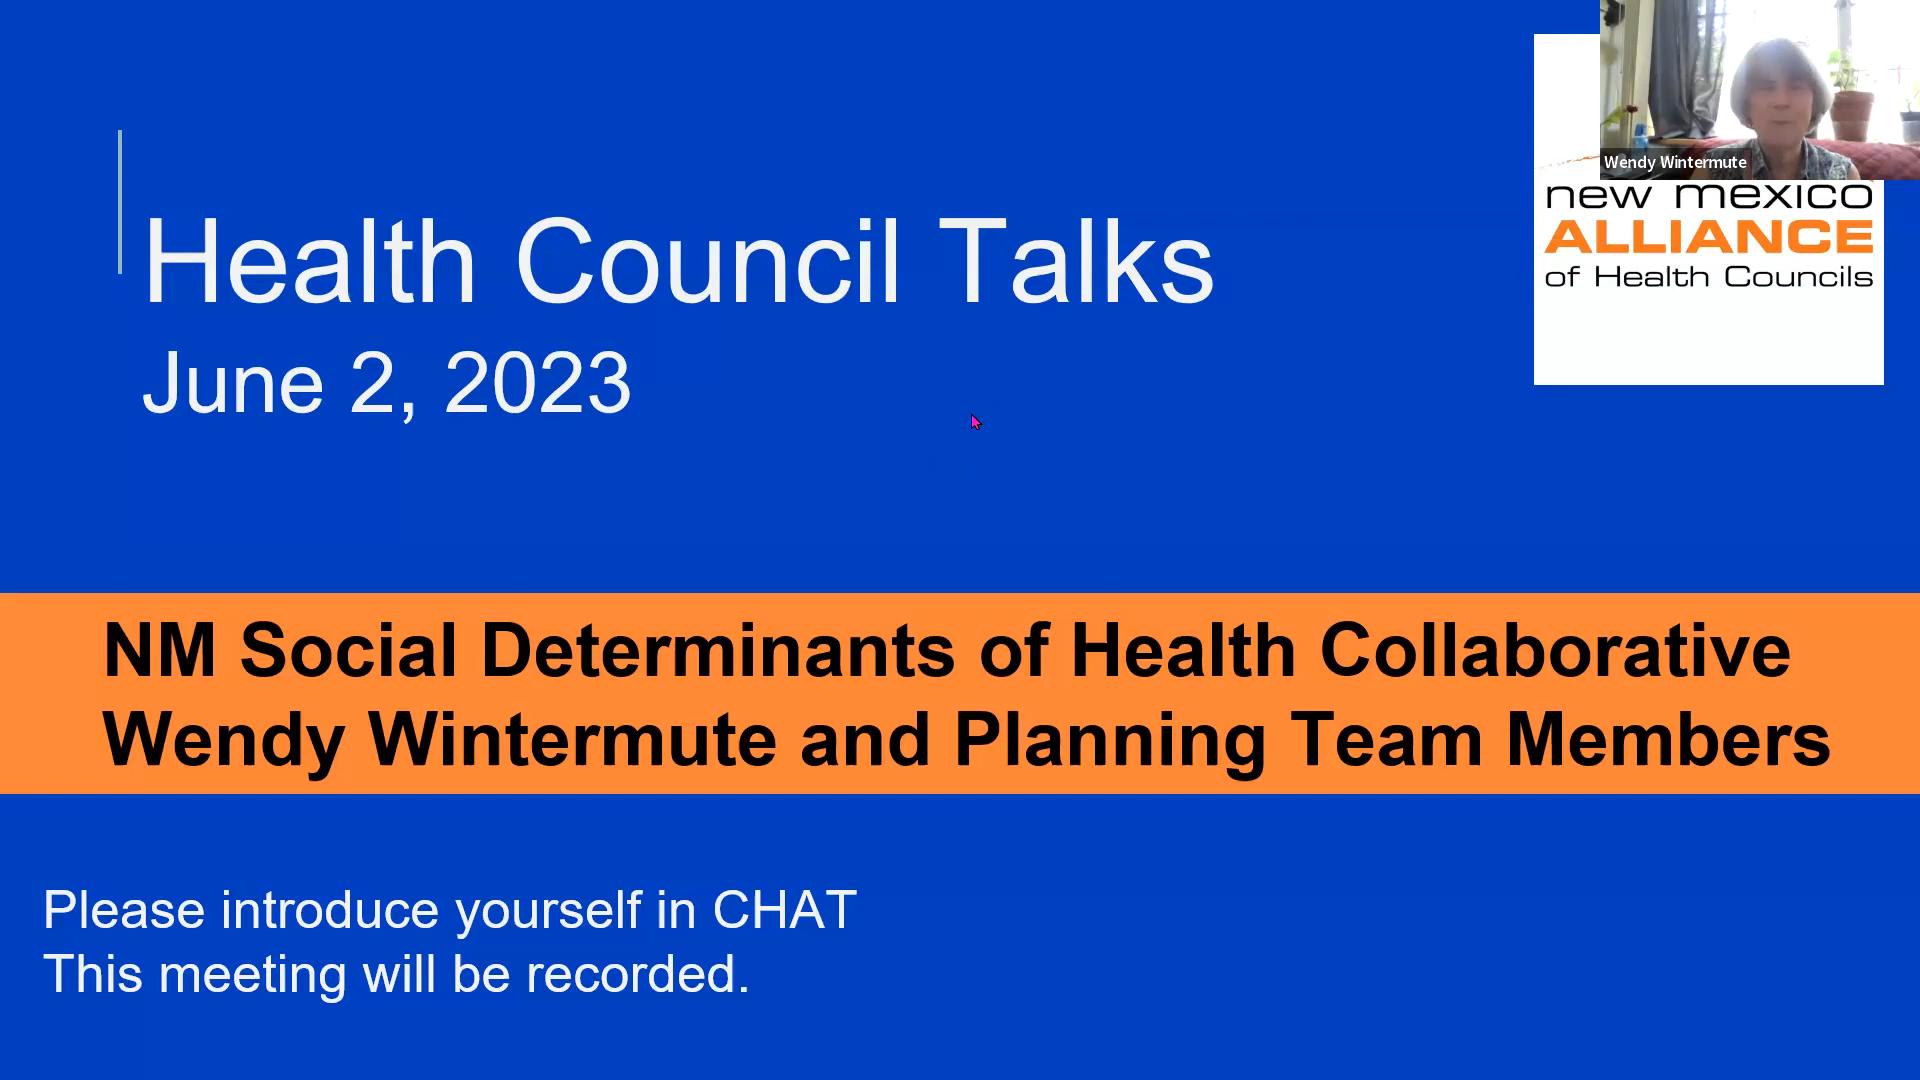 Health Council Talks
June 2, 2023
Wendy Wintermute
new mexico
ALLIANCE
of Health Councils
NM Social Determinants of Health Collaborative
Wendy Wintermute and Planning Team Members
Please introduce yourself in CHAT
This meeting will be recorded.